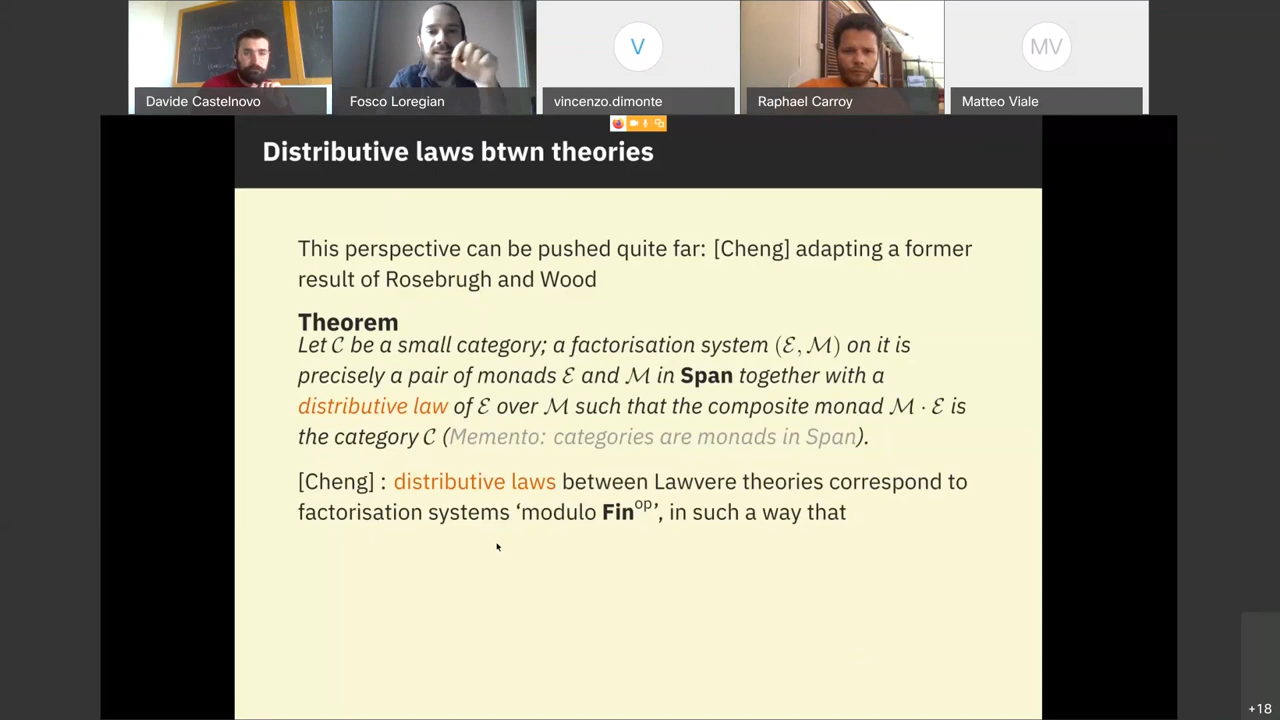 V
MV
Davide Castelnovo
Fosco Loregian
vincenzo.dimonte
Raphael Carroy
Matteo Viale
Distributive laws btwn theories
This perspective can be pushed quite far: [Cheng] adapting a former
result of Rosebrugh and Wood
Theorem
Let 𝒞 be a small category; a factorisation system (ℰ, ℳ) on it is
precisely a pair of monads ℰ and ℳ in Span together with a
distributive law of ℰ over ℳ such that the composite monad ℳ · ℰ is
the category 𝒞 (Memento: categories are monads in Span).
[Cheng] : distributive laws between Lawvere theories correspond to
factorisation systems ‘modulo Fin^op’, in such a way that
+18